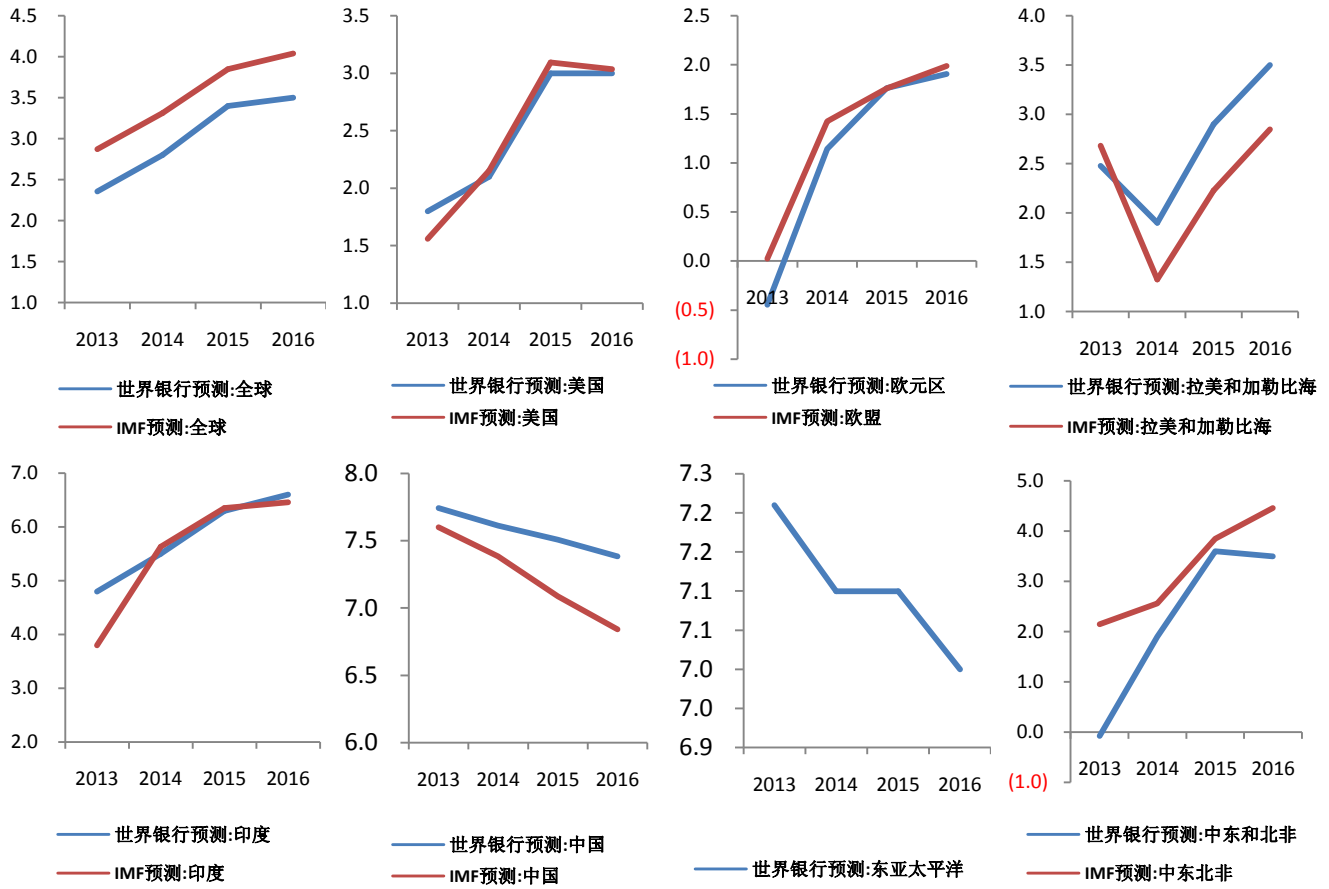 4.5
4.0
3.5
3.0
2.5
2.0
1.5
1.0
2013 2014 2015 2016
世界银行预测:全球
IMF预测:全球
3.5
3.0
2.5
2.0
1.5
1.0
2013 2014 2015 2016
世界银行预测:美国
IMF预测:美国
2.5
2.0
1.5
1.0
0.5
0.0
(0.5)
(1.0)
2013 2014 2015 2016
世界银行预测:欧元区
IMF预测:欧盟
4.0
3.5
3.0
2.5
2.0
1.5
1.0
2013 2014 2015 2016
世界银行预测:拉美和加勒比海
IMF预测:拉美和加勒比海
7.0
6.0
5.0
4.0
3.0
2.0
2013 2014 2015 2016
世界银行预测:印度
IMF预测:印度
8.0
7.5
7.0
6.5
6.0
2013 2014 2015 2016
世界银行预测:中国
IMF预测:中国
7.3
7.2
7.2
7.1
7.1
7.0
7.0
6.9
2013 2014 2015 2016
世界银行预测:东亚太平洋
5.0
4.0
3.0
2.0
1.0
0.0
(1.0)
2013 2014 2015 2016
世界银行预测:中东和北非
IMF预测:中东北非